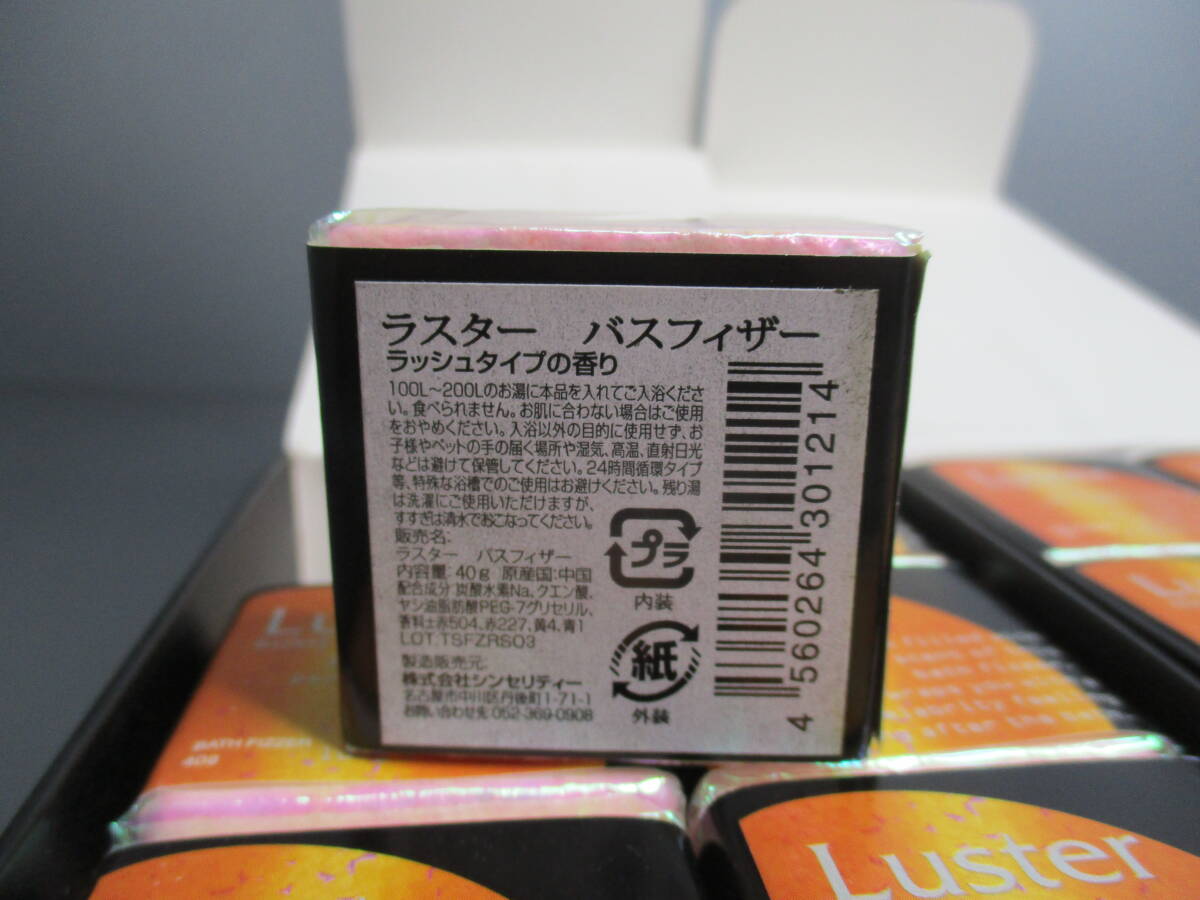 ラスター　バスフィザー
ラッシュタイプの香り
100L～200Lのお湯に本品を入れてご入浴くださ
い。食べられません。お肌に合わない場合はご使用
をおやめください。入浴以外の目的に使用せず、お
子様やペットの手の届く場所や湿気、高温、直射日光
などは避けて保管してください。24時間循環タイプ
等、特殊な浴槽でのご使用はお避けください。残り湯
は洗濯にご使用いただけますが、
すすぎは清水でおこなってください。
販売名:
ラスター　バスフィザー
内容量:40g 原産国:中国
配合成分 炭酸水素Na、クエン酸、
ヤシ油脂肪酸PEG-7グリセリル、
香料 赤504、赤227、黄4、青1
LOT:TSFZRS03
製造販売元:
株式会社シンセリティー
名古屋市中川区丹後町1-71-1
お問い合わせ先 052-369-0908
プラ
内装
紙
外装
4 560264 301214
BATH FIZZER
40g
Luster